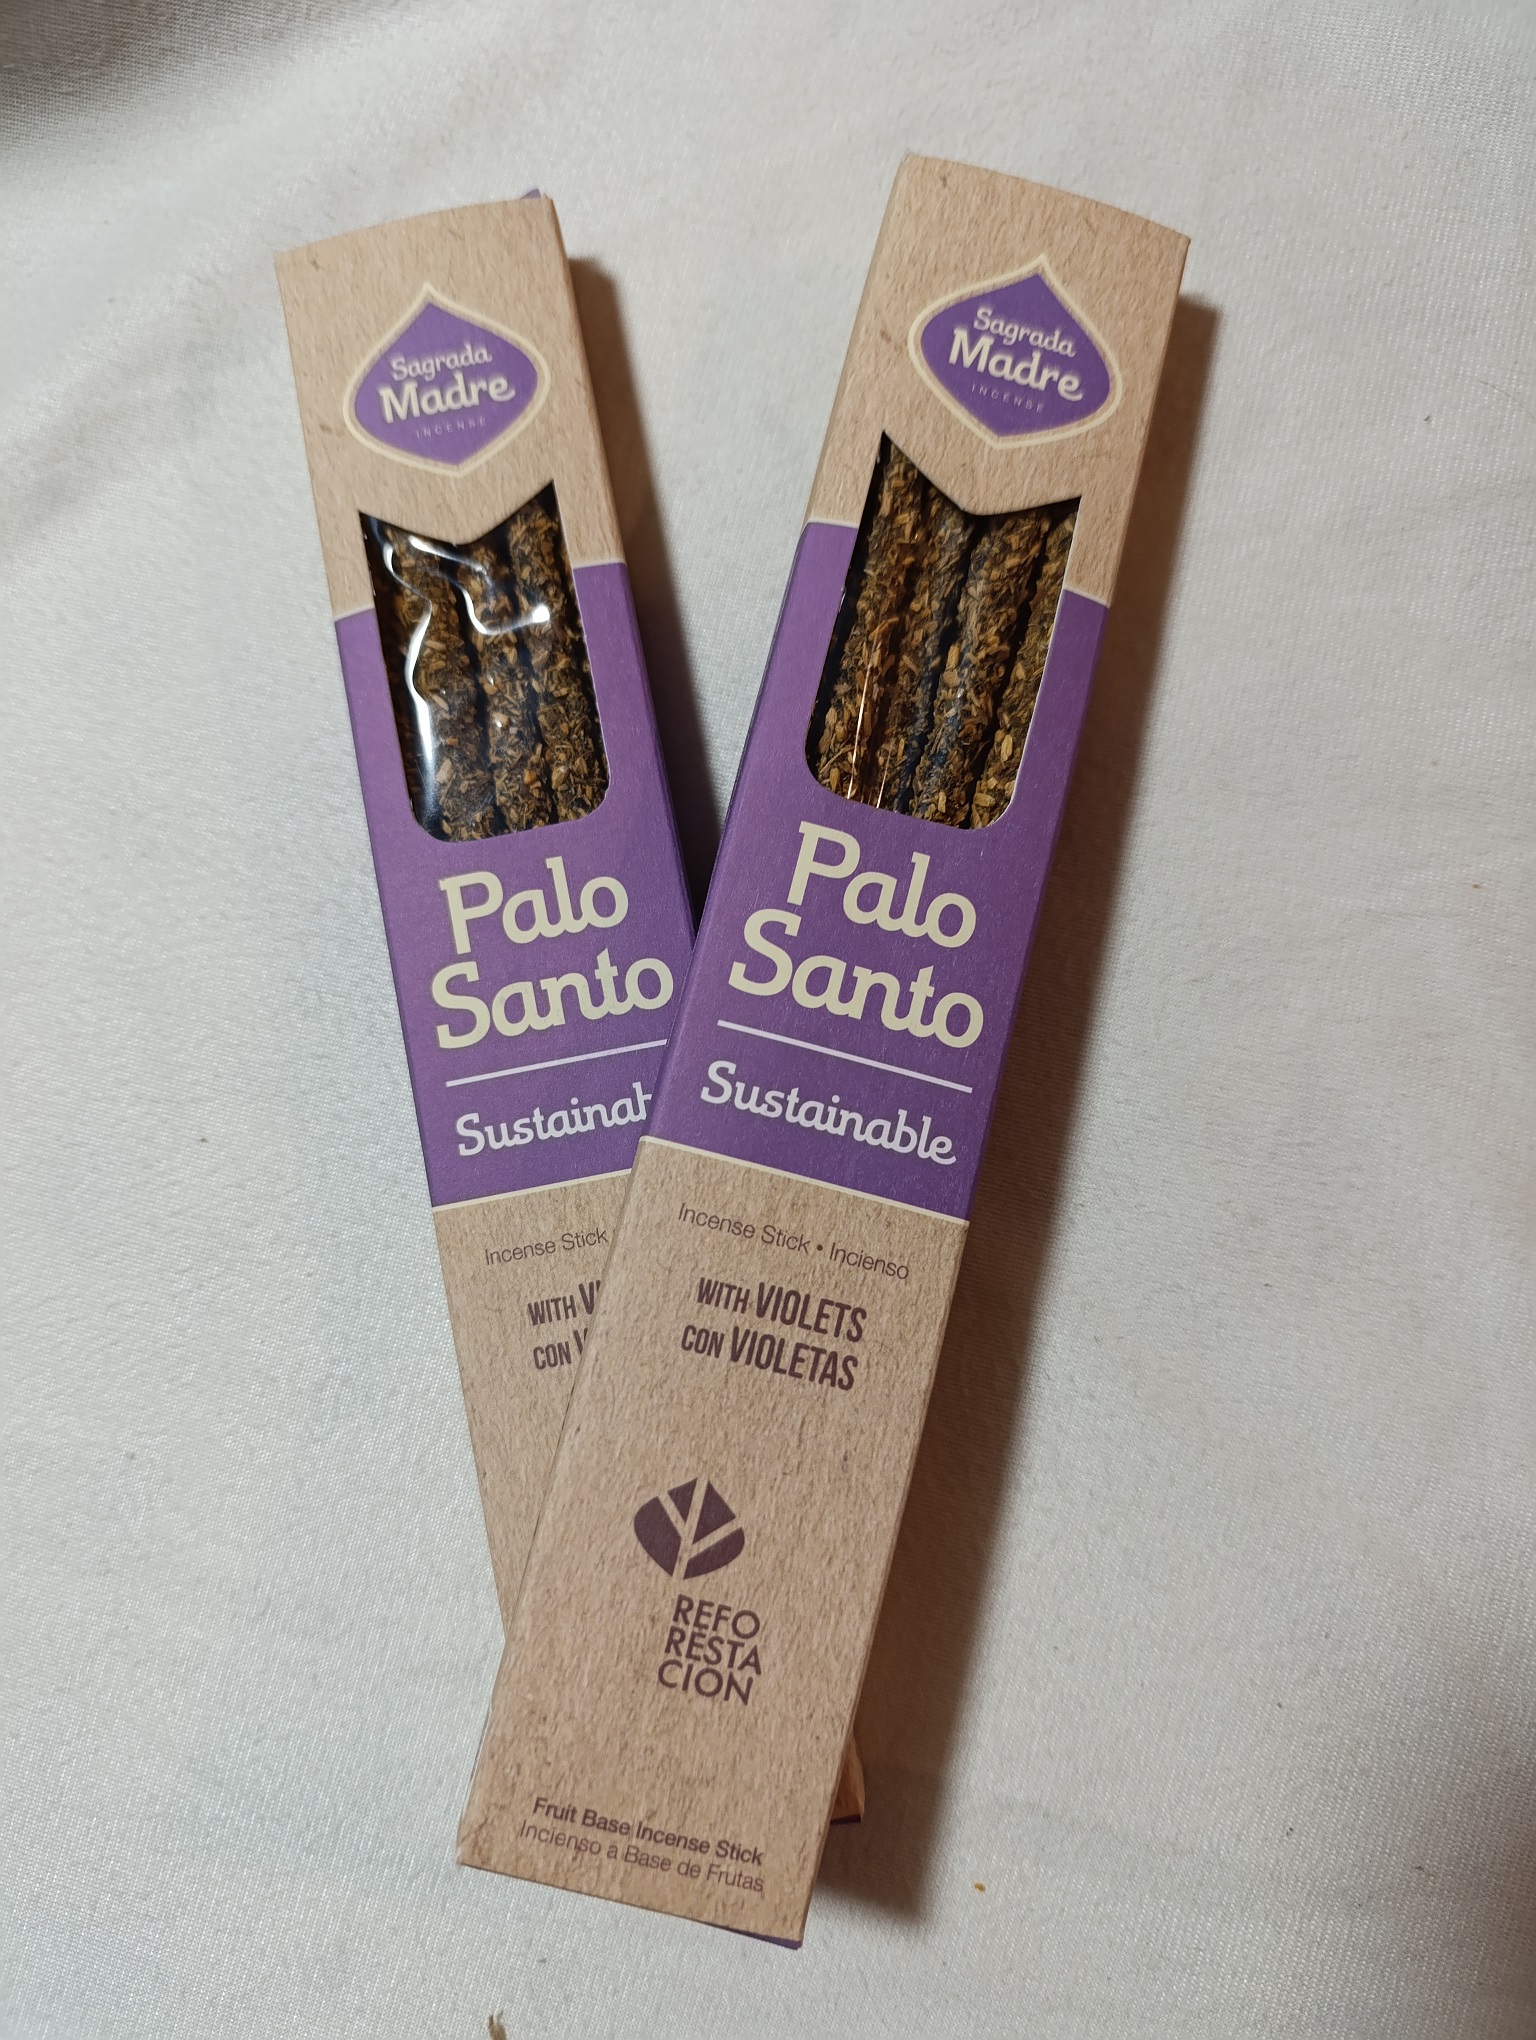 Sagrada
Madre
INCENSE
Palo
Santo
Incense Stick
WITH
CON
Sagrada
Madre
INCENSE
Palo
Santo
Sustainable
Incense Stick • Incienso
WITH VIOLETS
CON VIOLETAS
REFO
RESTA
CION
Fruit Base Incense Stick
Incienso a Base de Frutas